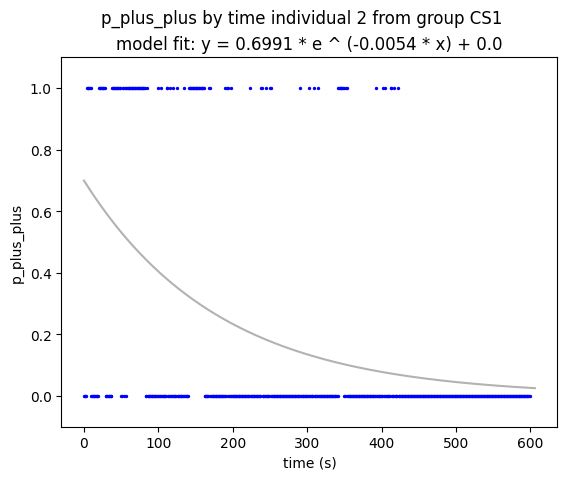 p_plus_plus by time individual 2 from group CS1
model fit: y = 0.6991 * e ^ (-0.0054 * x) + 0.0
1.0
0.8
0.6
0.4
0.2
0.0
p_plus_plus
0 100 200 300 400 500 600
time (s)